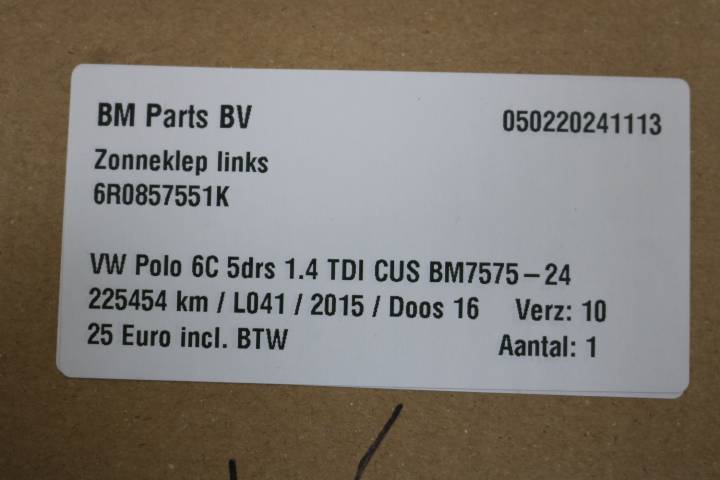 BM Parts BV 050220241113
Zonneklep links
6R0857551K
VW Polo 6C 5drs 1.4 TDI CUS BM7575-24
225454 km / L041 / 2015 / Doos 16 Verz: 10
25 Euro incl. BTW Aantal: 1